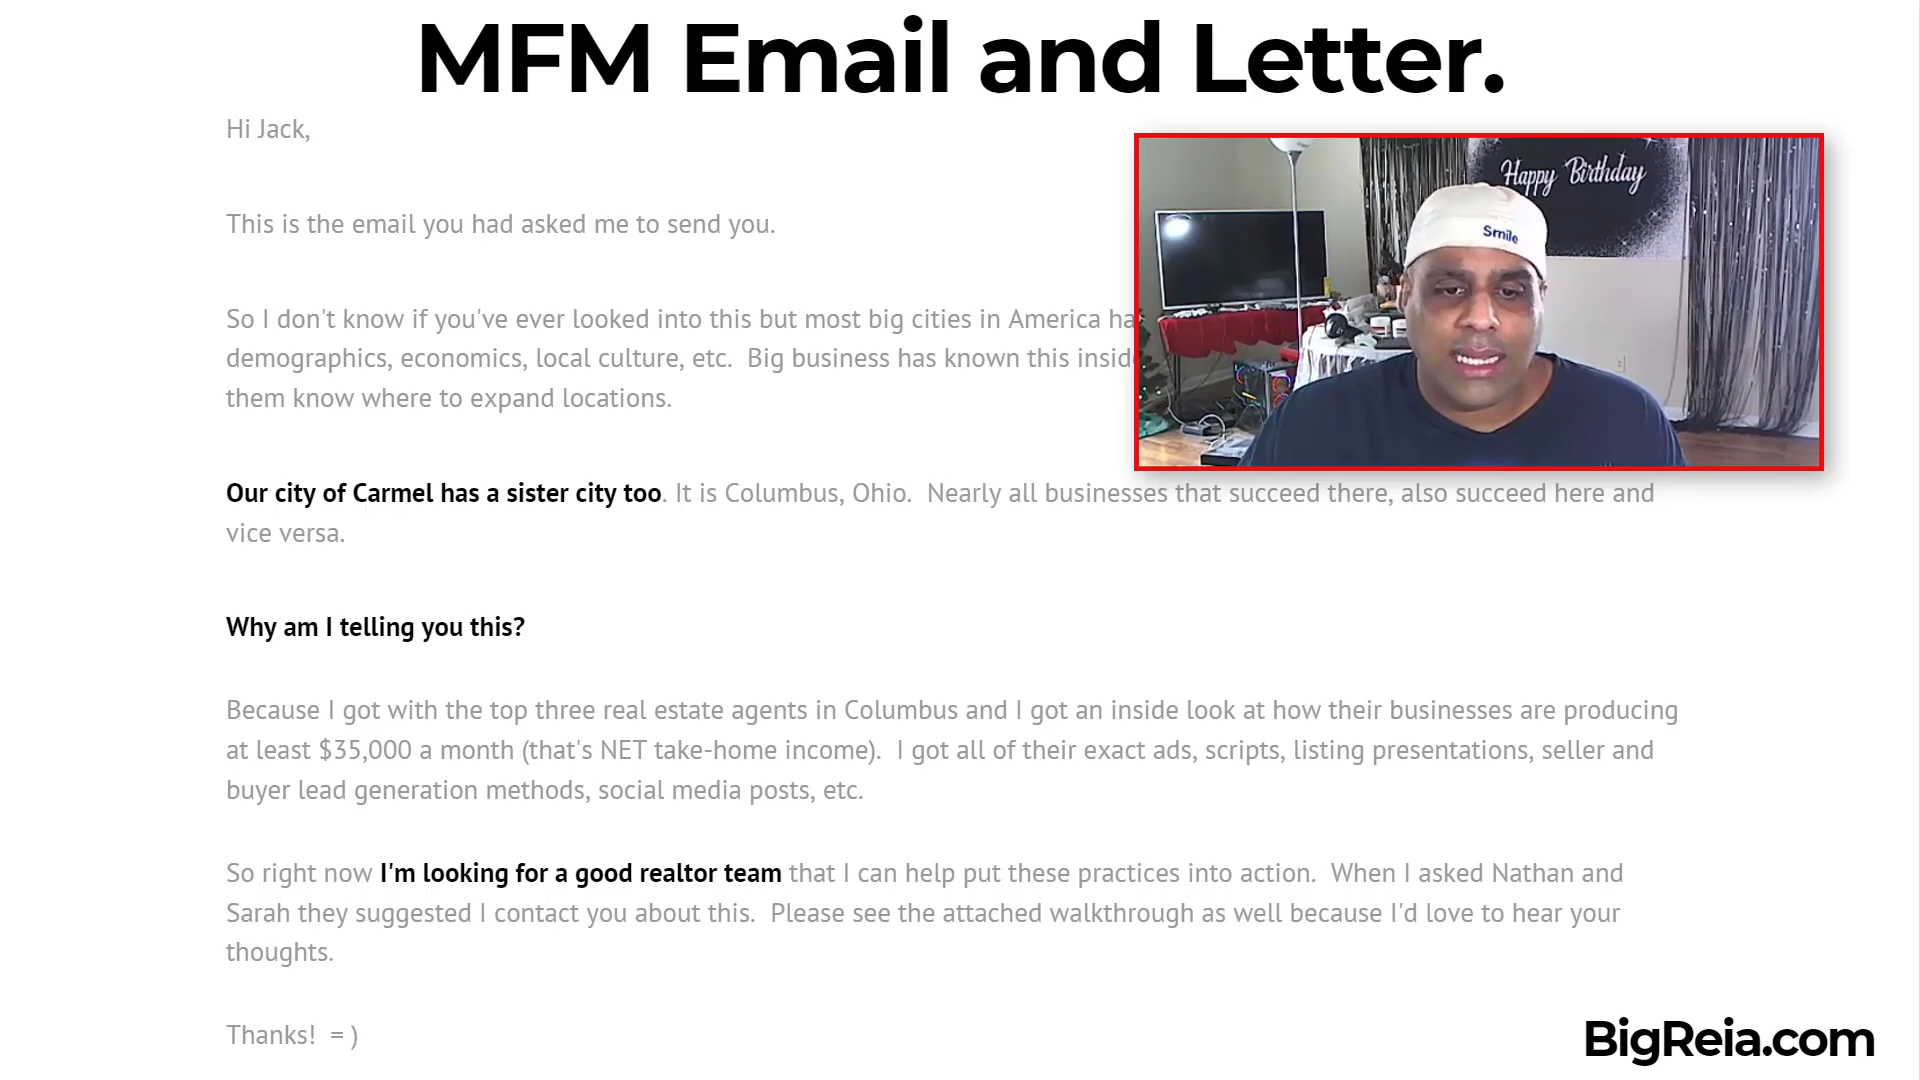 MFM Email and Letter.
Hi Jack,
This is the email you had asked me to send you.
So I don't know if you've ever looked into this but most big cities in America
demographics, economics, local culture, etc.  Big business has known this
them know where to expand locations.
Happy Birthday
Smile
Our city of Carmel has a sister city too. It is Columbus, Ohio.  Nearly all businesses that succeed there, also succeed here and
vice versa.
Why am I telling you this?
Because I got with the top three real estate agents in Columbus and I got an inside look at how their businesses are producing
at least $35,000 a month (that's NET take-home income).  I got all of their exact ads, scripts, listing presentations, seller and
buyer lead generation methods, social media posts, etc.
So right now I'm looking for a good realtor team that I can help put these practices into action.  When I asked Nathan and
Sarah they suggested I contact you about this.  Please see the attached walkthrough as well because I'd love to hear your
thoughts.
Thanks!  = )
BigReia.com